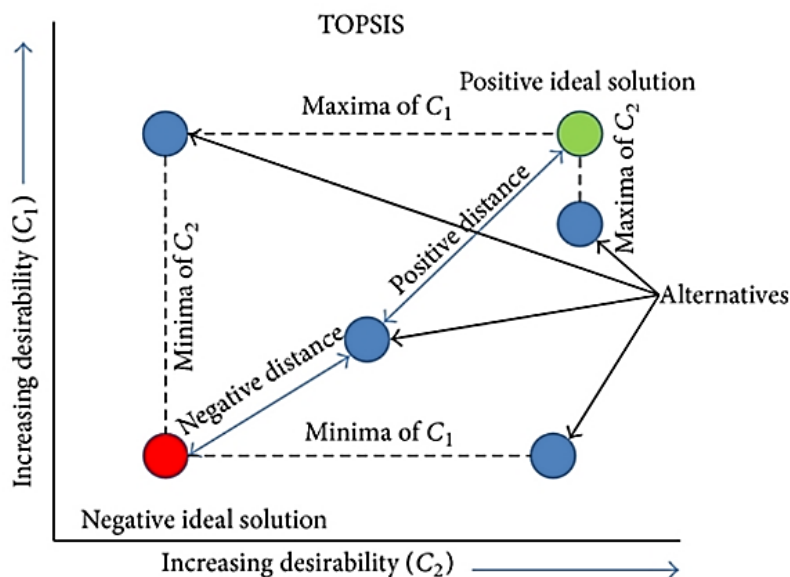 TOPSIS
Positive ideal solution
Maxima of C1
Maxima of C2
Positive distance
Increasing desirability (C1)
Minima of C2
Alternatives
Negative distance
Minima of C1
Negative ideal solution
Increasing desirability (C2)